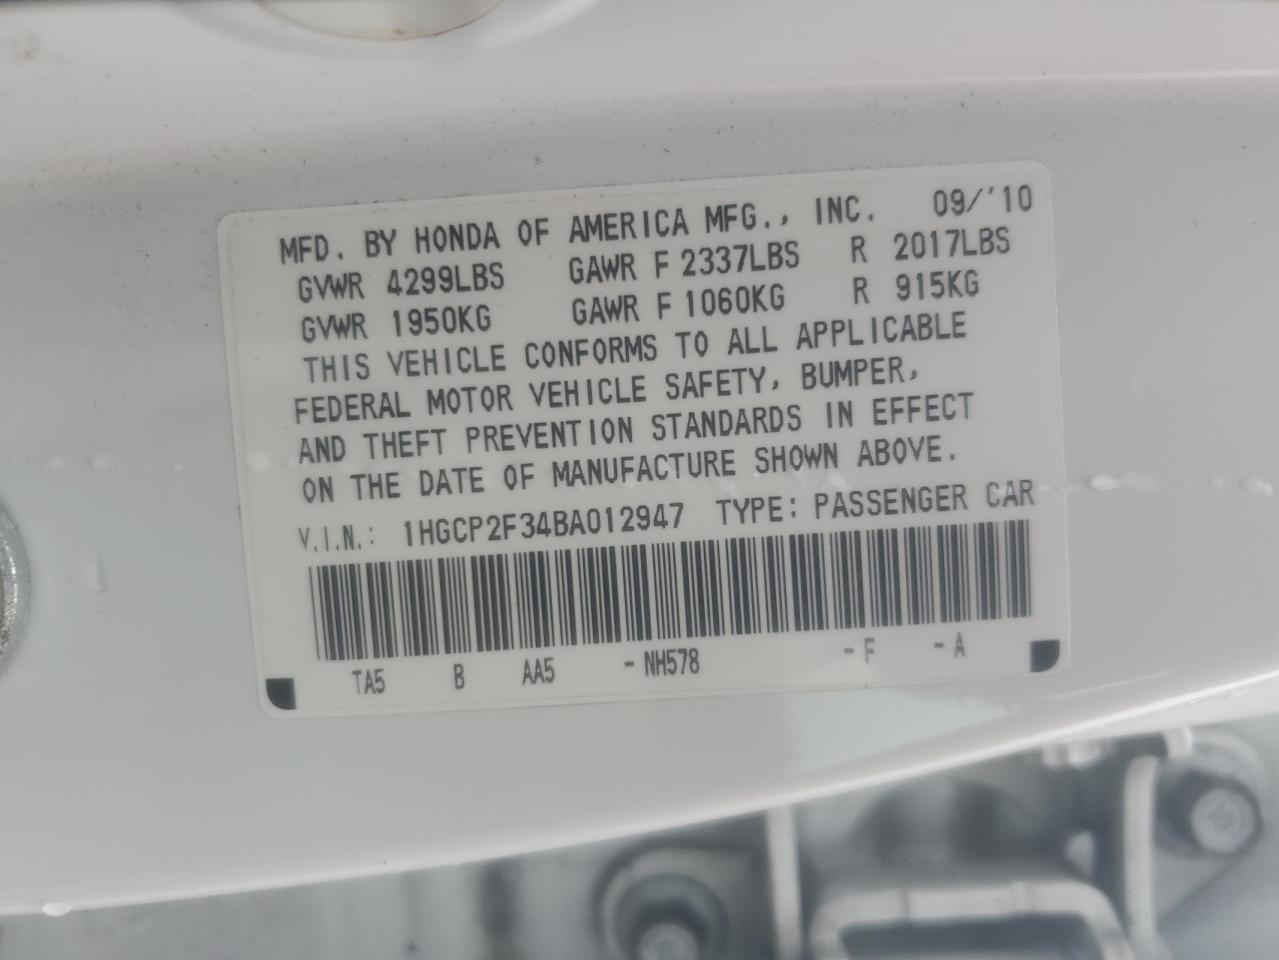 MFD. BY HONDA OF AMERICA MFG., INC. 09/'10
GVWR 4299LBS GAWR F 2337LBS R 2017LBS
GVWR 1950KG GAWR F 1060KG R 915KG
THIS VEHICLE CONFORMS TO ALL APPLICABLE
FEDERAL MOTOR VEHICLE SAFETY, BUMPER,
AND THEFT PREVENTION STANDARDS IN EFFECT
ON THE DATE OF MANUFACTURE SHOWN ABOVE.
V.I.N.: 1HGCP2F34BA012947 TYPE: PASSENGER CAR
TA5 B AA5 -NH578 -F -A